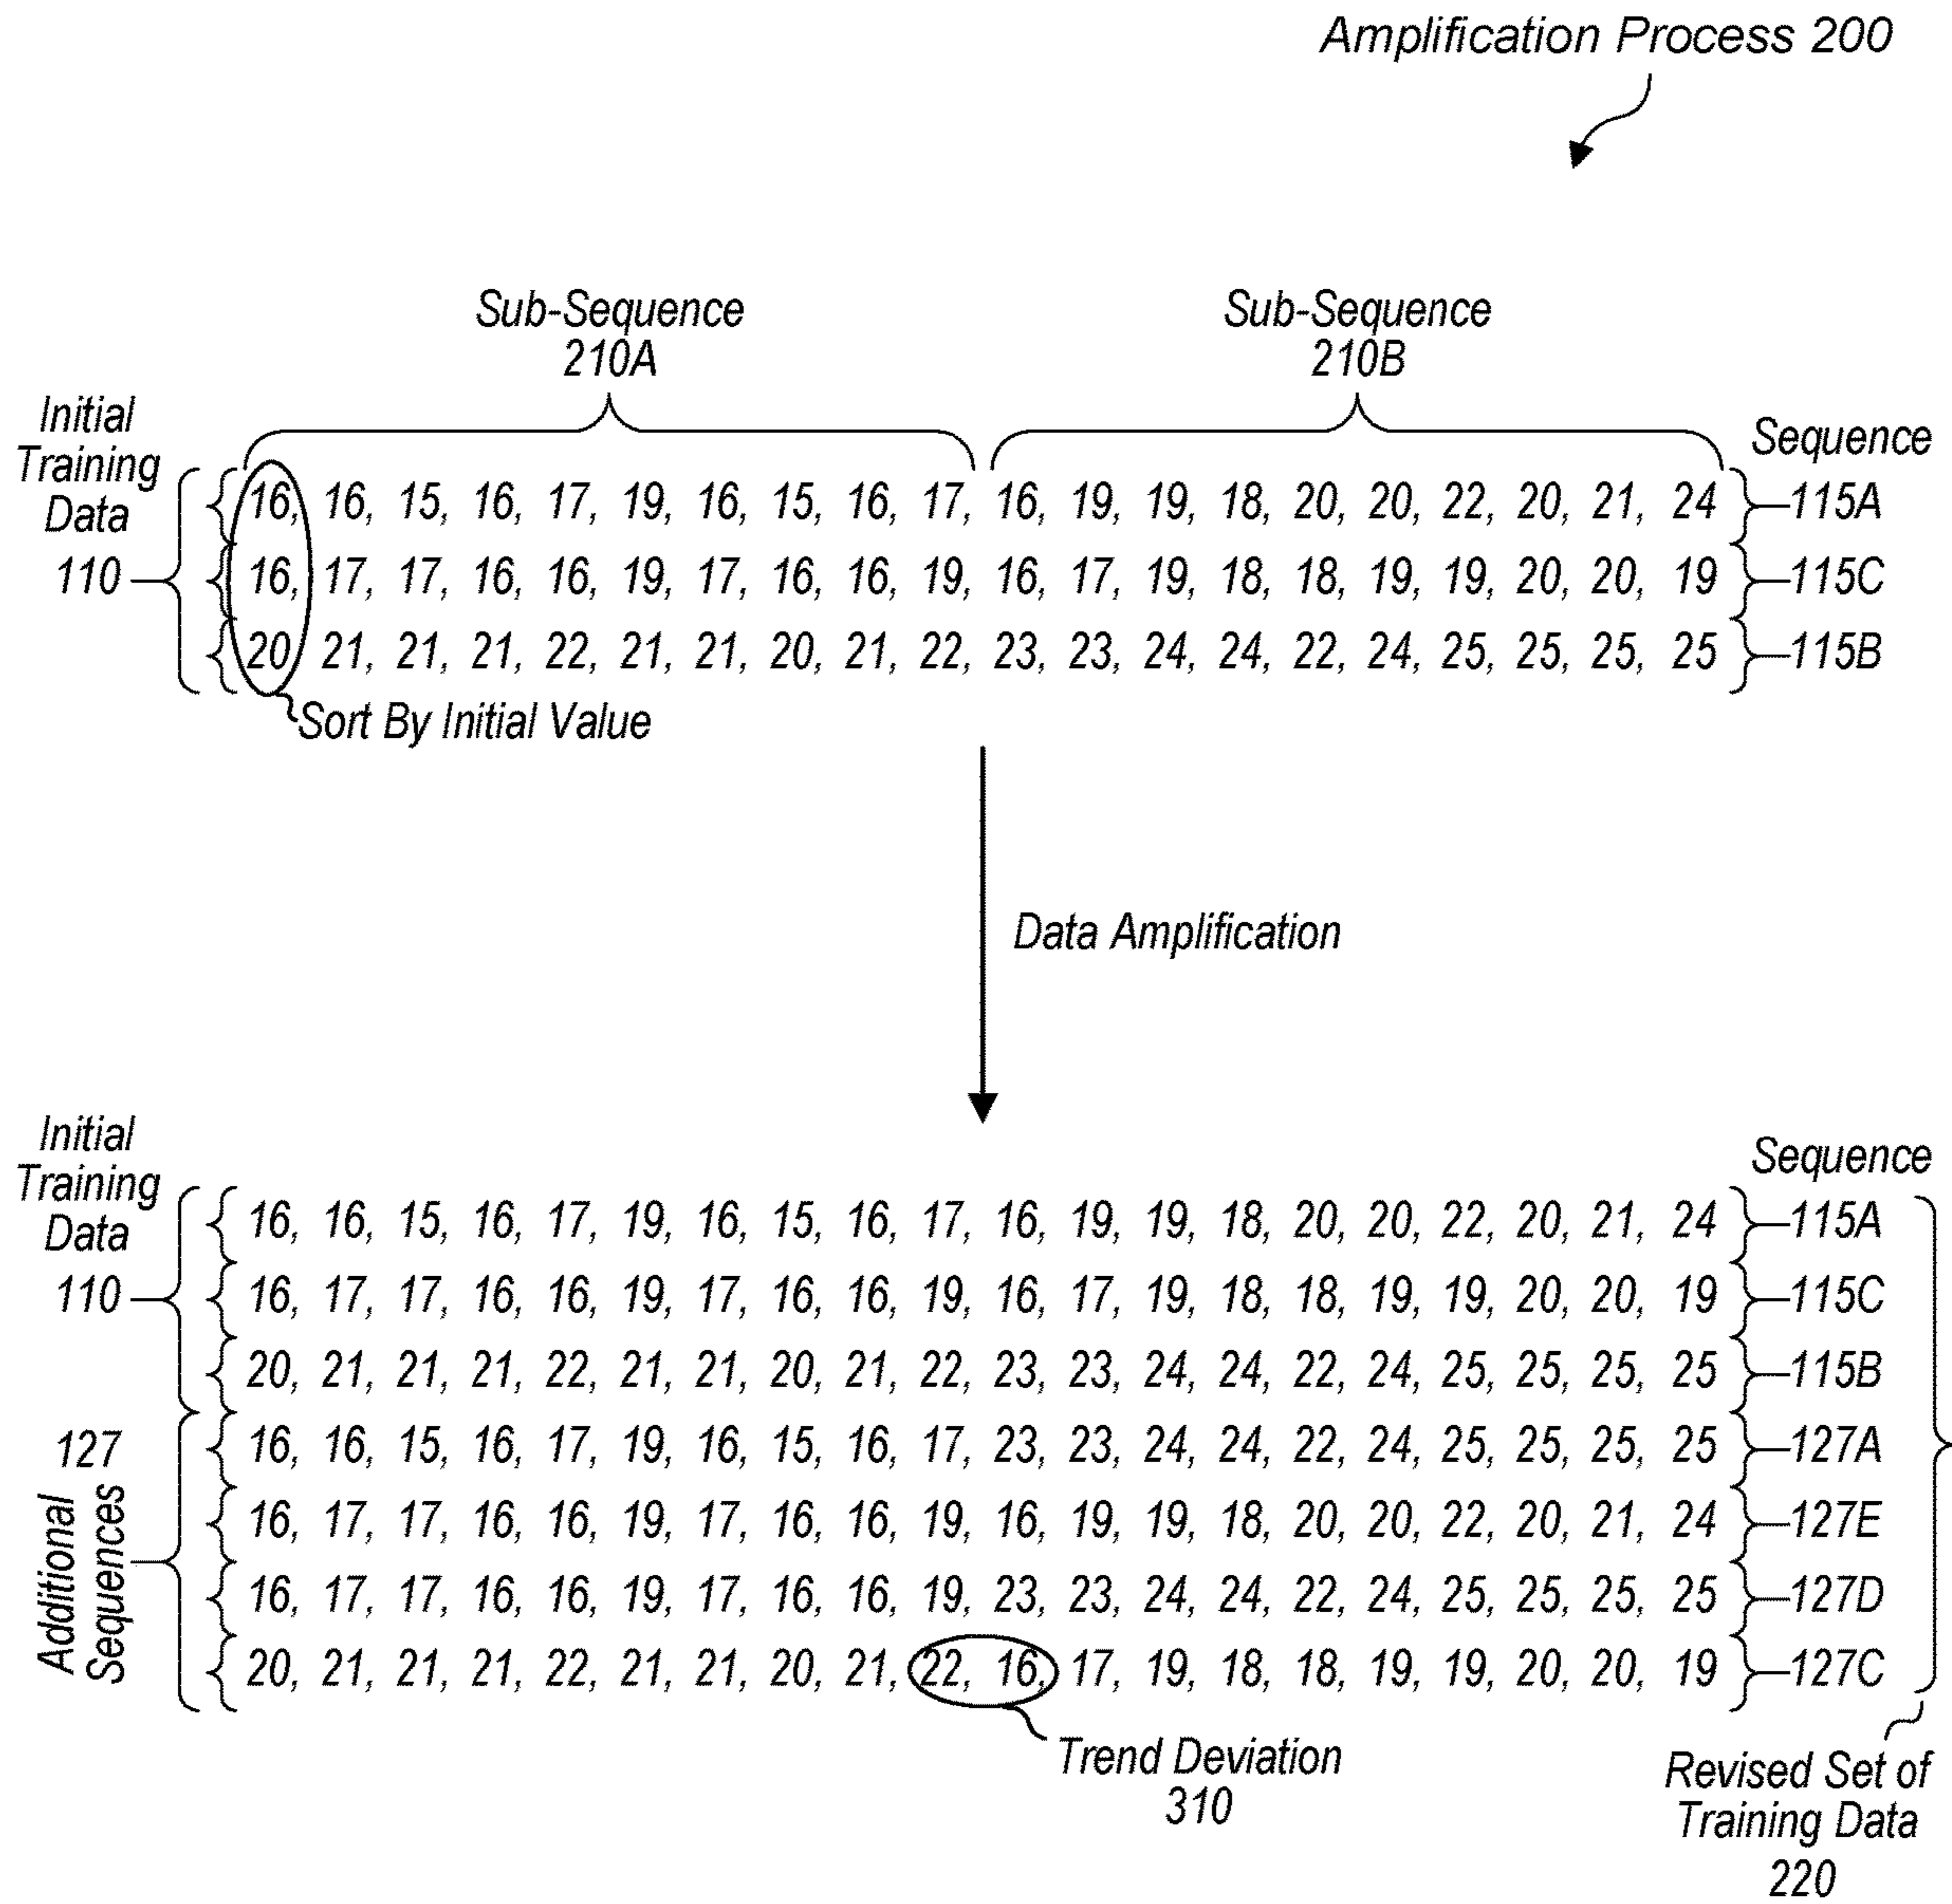 Amplification Process 200
Sub-Sequence
210A
Sub-Sequence
210B
Initial
Training
Data
110
Sequence
16, 16, 15, 16, 17, 19, 16, 15, 16, 17, 16, 19, 19, 18, 20, 20, 22, 20, 21, 24 115A
16, 17, 17, 16, 16, 19, 17, 16, 16, 19, 16, 17, 19, 18, 18, 19, 19, 20, 20, 19 115C
20, 21, 21, 21, 22, 21, 21, 20, 21, 22, 23, 23, 24, 24, 22, 24, 25, 25, 25, 25 115B
Sort By Initial Value
Data Amplification
Initial
Training
Data
110
Sequence
16, 16, 15, 16, 17, 19, 16, 15, 16, 17, 16, 19, 19, 18, 20, 20, 22, 20, 21, 24 115A
16, 17, 17, 16, 16, 19, 17, 16, 16, 19, 16, 17, 19, 18, 18, 19, 19, 20, 20, 19 115C
20, 21, 21, 21, 22, 21, 21, 20, 21, 22, 23, 23, 24, 24, 22, 24, 25, 25, 25, 25 115B
127
Additional
Sequences
16, 16, 15, 16, 17, 19, 16, 15, 16, 17, 23, 23, 24, 24, 22, 24, 25, 25, 25, 25 127A
16, 17, 17, 16, 16, 19, 17, 16, 16, 19, 16, 19, 19, 18, 20, 20, 22, 20, 21, 24 127E
16, 17, 17, 16, 16, 19, 17, 16, 16, 19, 23, 23, 24, 24, 22, 24, 25, 25, 25, 25 127D
20, 21, 21, 21, 22, 21, 21, 20, 21, 22, 16, 17, 19, 18, 18, 19, 19, 20, 20, 19 127C
Trend Deviation
310
Revised Set of
Training Data
220